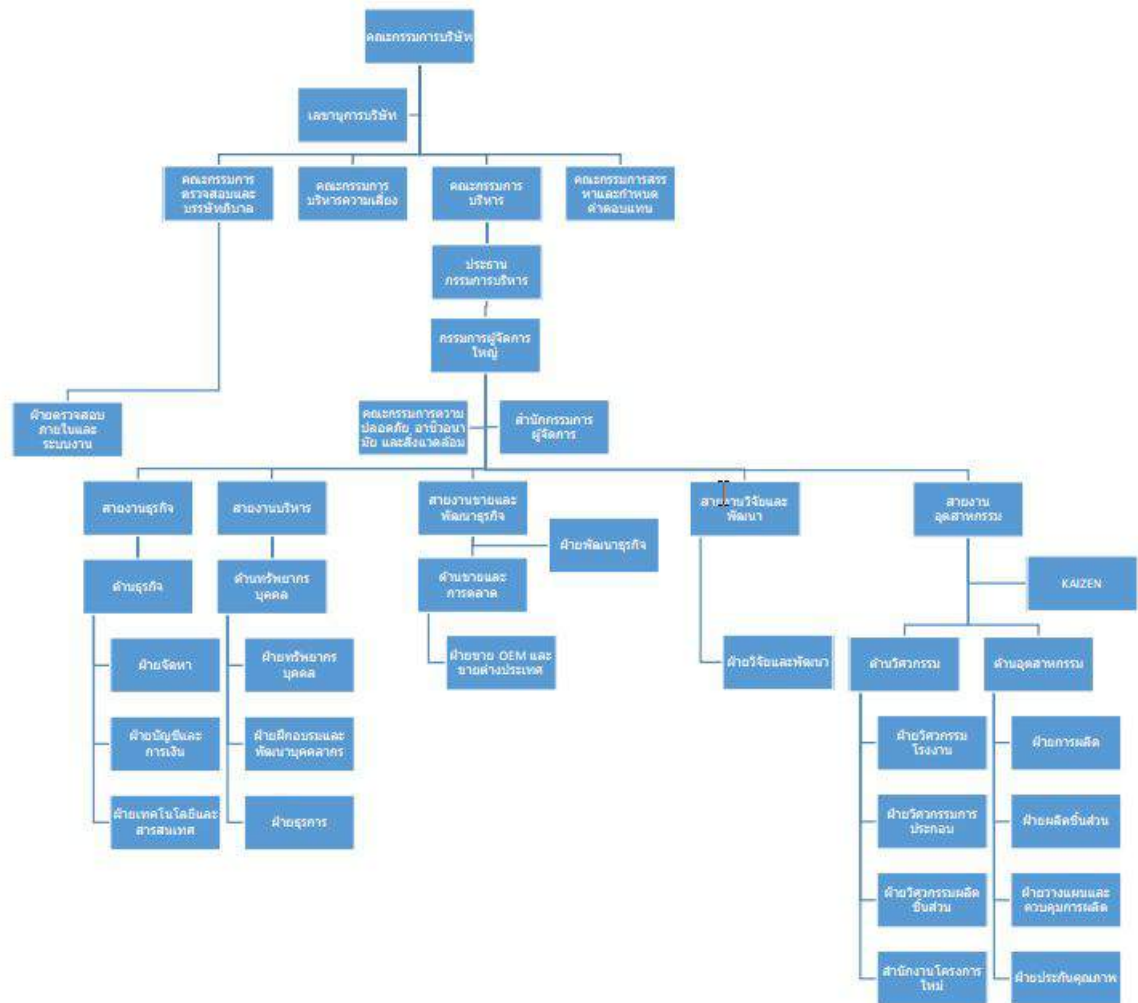 คณะกรรมการบริษัท
เลขานุการบริษัท
คณะกรรมการ
ตรวจสอบและ
บรรษัทภิบาล
คณะกรรมการ
บริหารความเสี่ยง
คณะกรรมการ
บริหาร
คณะกรรมการสรร
หาและกำหนด
ค่าตอบแทน
ประธาน
กรรมการบริหาร
กรรมการผู้จัดการ
ใหญ่
ฝ่ายตรวจสอบ
ภายในและ
ระบบงาน
คณะกรรมการความ
ปลอดภัย อาชีวอนา
มัย และสิ่งแวดล้อม
สำนักกรรมการ
ผู้จัดการ
สายงานธุรกิจ
สายงานบริหาร
สายงานขายและ
พัฒนาธุรกิจ
สายงานวิจัยและ
พัฒนา
สายงาน
อุตสาหกรรม
ฝ่ายพัฒนาธุรกิจ
ด้านธุรกิจ
ด้านทรัพยากร
บุคคล
ด้านขายและ
การตลาด
KAIZEN
ฝ่ายจัดหา
ฝ่ายทรัพยากร
บุคคล
ฝ่ายขาย OEM และ
ขายต่างประเทศ
ฝ่ายวิจัยและพัฒนา
ด้านวิศวกรรม
ด้านอุตสาหกรรม
ฝ่ายบัญชีและ
การเงิน
ฝ่ายฝึกอบรมและ
พัฒนาบุคคลากร
ฝ่ายวิศวกรรม
โรงงาน
ฝ่ายการผลิต
ฝ่ายเทคโนโลยีและ
สารสนเทศ
ฝ่ายธุรการ
ฝ่ายวิศวกรรมการ
ประกอบ
ฝ่ายผลิตชิ้นส่วน
ฝ่ายวิศวกรรมผลิต
ชิ้นส่วน
ฝ่ายวางแผนและ
ควบคุมการผลิต
สำนักงานโครงการ
ใหม่
ฝ่ายประกันคุณภาพ